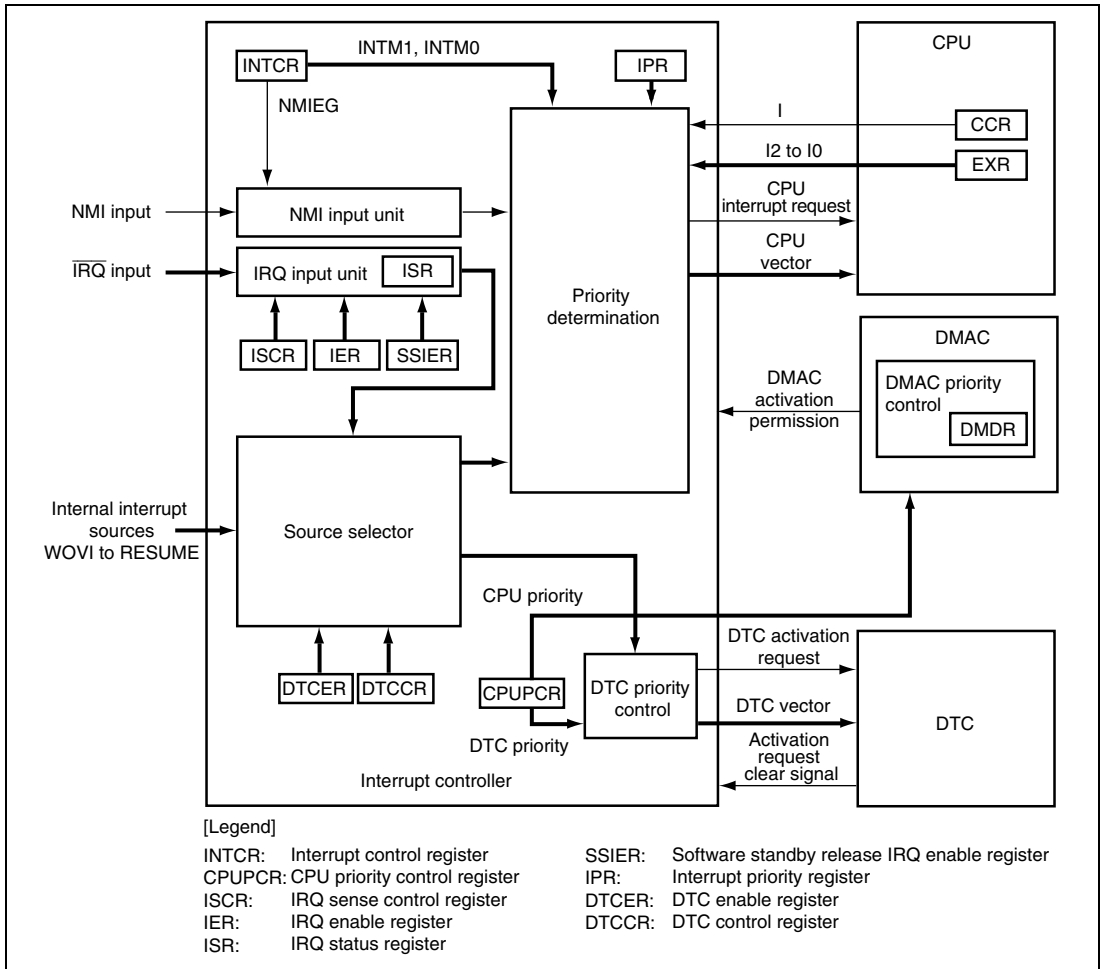 INTCR
INTM1, INTM0
IPR
CPU
NMIEG
I
CCR
I2 to I0
EXR
CPU
interrupt request
CPU
vector
NMI input
NMI input unit
IRQ input
IRQ input unit
ISR
ISCR
IER
SSIER
Priority
determination
DMAC
DMAC priority
control
DMDR
DMAC
activation
permission
Internal interrupt
sources
WOVI to RESUME
Source selector
CPU priority
DTCER
DTCCR
CPUPCR
DTC priority
control
DTC priority
DTC activation
request
DTC vector
Activation
request
clear signal
DTC
Interrupt controller
[Legend]
INTCR: Interrupt control register
CPUPCR: CPU priority control register
ISCR: IRQ sense control register
IER: IRQ enable register
ISR: IRQ status register
SSIER: Software standby release IRQ enable register
IPR: Interrupt priority register
DTCER: DTC enable register
DTCCR: DTC control register